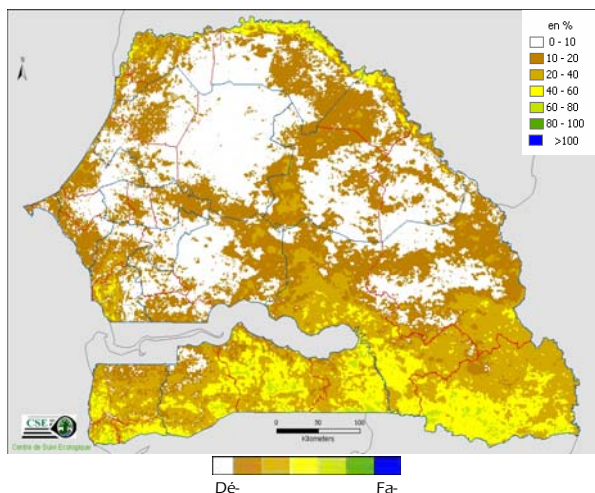 en %
0 - 10
10 - 20
20 - 40
40 - 60
60 - 80
80 - 100
>100
N
CSE
Centre de Suivi Ecologique
50 0 50 100
Kilometers
Dé-
Fa-